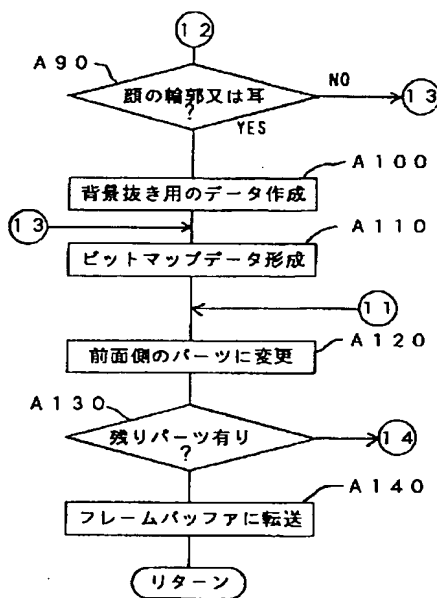 12
A90
顔の輪郭又は耳
?
NO
13
YES
A100
背景抜き用のデータ作成
13
A110
ビットマップデータ形成
11
A120
前面側のパーツに変更
A130
残りパーツ有り
?
14
A140
フレームバッファに転送
リターン